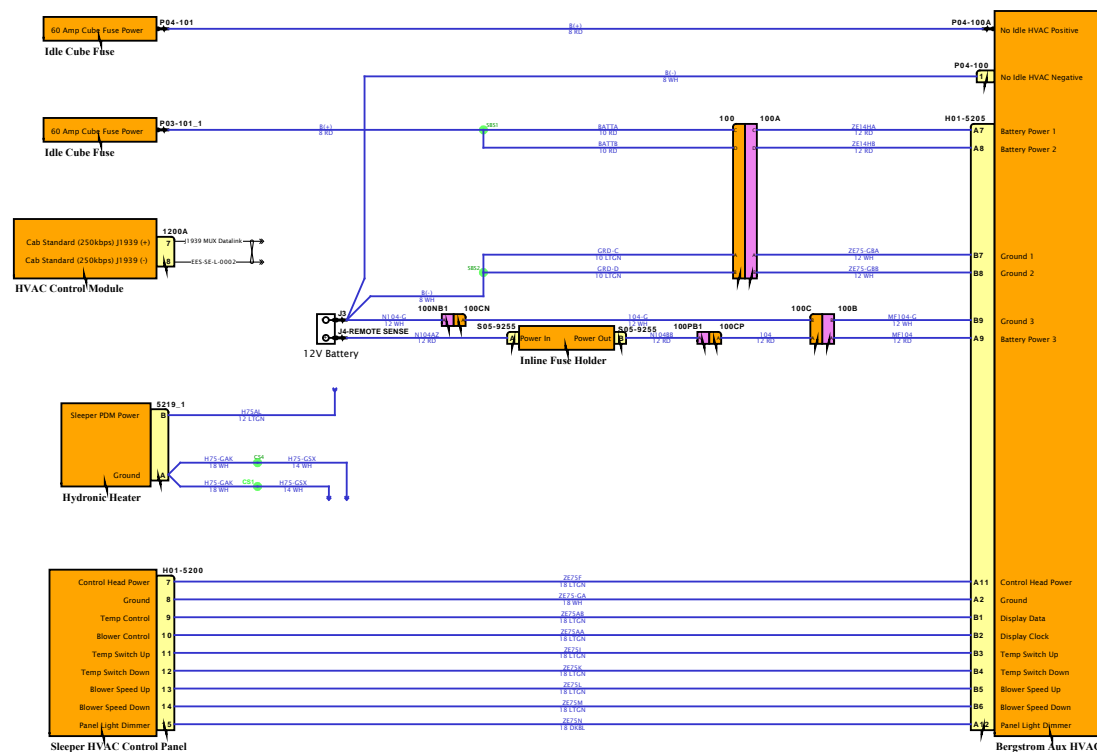 P04-101
60 Amp Cube Fuse Power
Idle Cube Fuse
B(+)
8 RD
P04-100A
No Idle HVAC Positive
P04-100
B(-)
8 WH
1
No Idle HVAC Negative
P03-101_1
60 Amp Cube Fuse Power
Idle Cube Fuse
B(+)
8 RD
SBS1
BATTA
10 RD
BATTB
10 RD
100
100A
C
C
D
D
ZE14HA
12 RD
ZE14HB
12 RD
H01-5205
A7
Battery Power 1
A8
Battery Power 2
1200A
Cab Standard (250kbps) J1939 (+)
7
J1939 MUX Datalink
Cab Standard (250kbps) J1939 (-)
8
EES-SE-L-0002
HVAC Control Module
SBS2
GRD-C
10 LTGN
GRD-D
10 LTGN
A
A
B
B
ZE75-G8A
12 WH
ZE75-G8B
12 WH
B7
Ground 1
B8
Ground 2
B(-)
8 WH
J3
J4-REMOTE SENSE
12V Battery
N104-G
12 WH
100NB1
100CN
104-G
12 WH
100C
100B
MF104-G
12 WH
B9
Ground 3
N104AZ
12 RD
S05-9255
A
Power In
Power Out
B
S05-9255
Inline Fuse Holder
N104BB
12 RD
100PB1
100CP
104
12 RD
MF104
12 RD
A9
Battery Power 3
5219_1
Sleeper PDM Power
B
H75AL
12 LTGN
Ground
A
H75-GAK
18 WH
CS4
H75-GSX
14 WH
H75-GAK
18 WH
H75-GSX
14 WH
Hydronic Heater
H01-5200
Control Head Power
7
ZE75F
18 LTGN
A11
Control Head Power
Ground
8
ZE75-GA
18 WH
A2
Ground
Temp Control
9
ZE75AB
18 LTGN
B1
Display Data
Blower Control
10
ZE75AA
18 LTGN
B2
Display Clock
Temp Switch Up
11
ZE75J
18 LTGN
B3
Temp Switch Up
Temp Switch Down
12
ZE75K
18 LTGN
B4
Temp Switch Down
Blower Speed Up
13
ZE75L
18 LTGN
B5
Blower Speed Up
Blower Speed Down
14
ZE75M
18 LTGN
B6
Blower Speed Down
Panel Light Dimmer
15
ZE75N
18 DKBL
A12
Panel Light Dimmer
Sleeper HVAC Control Panel
Bergstrom Aux HVAC